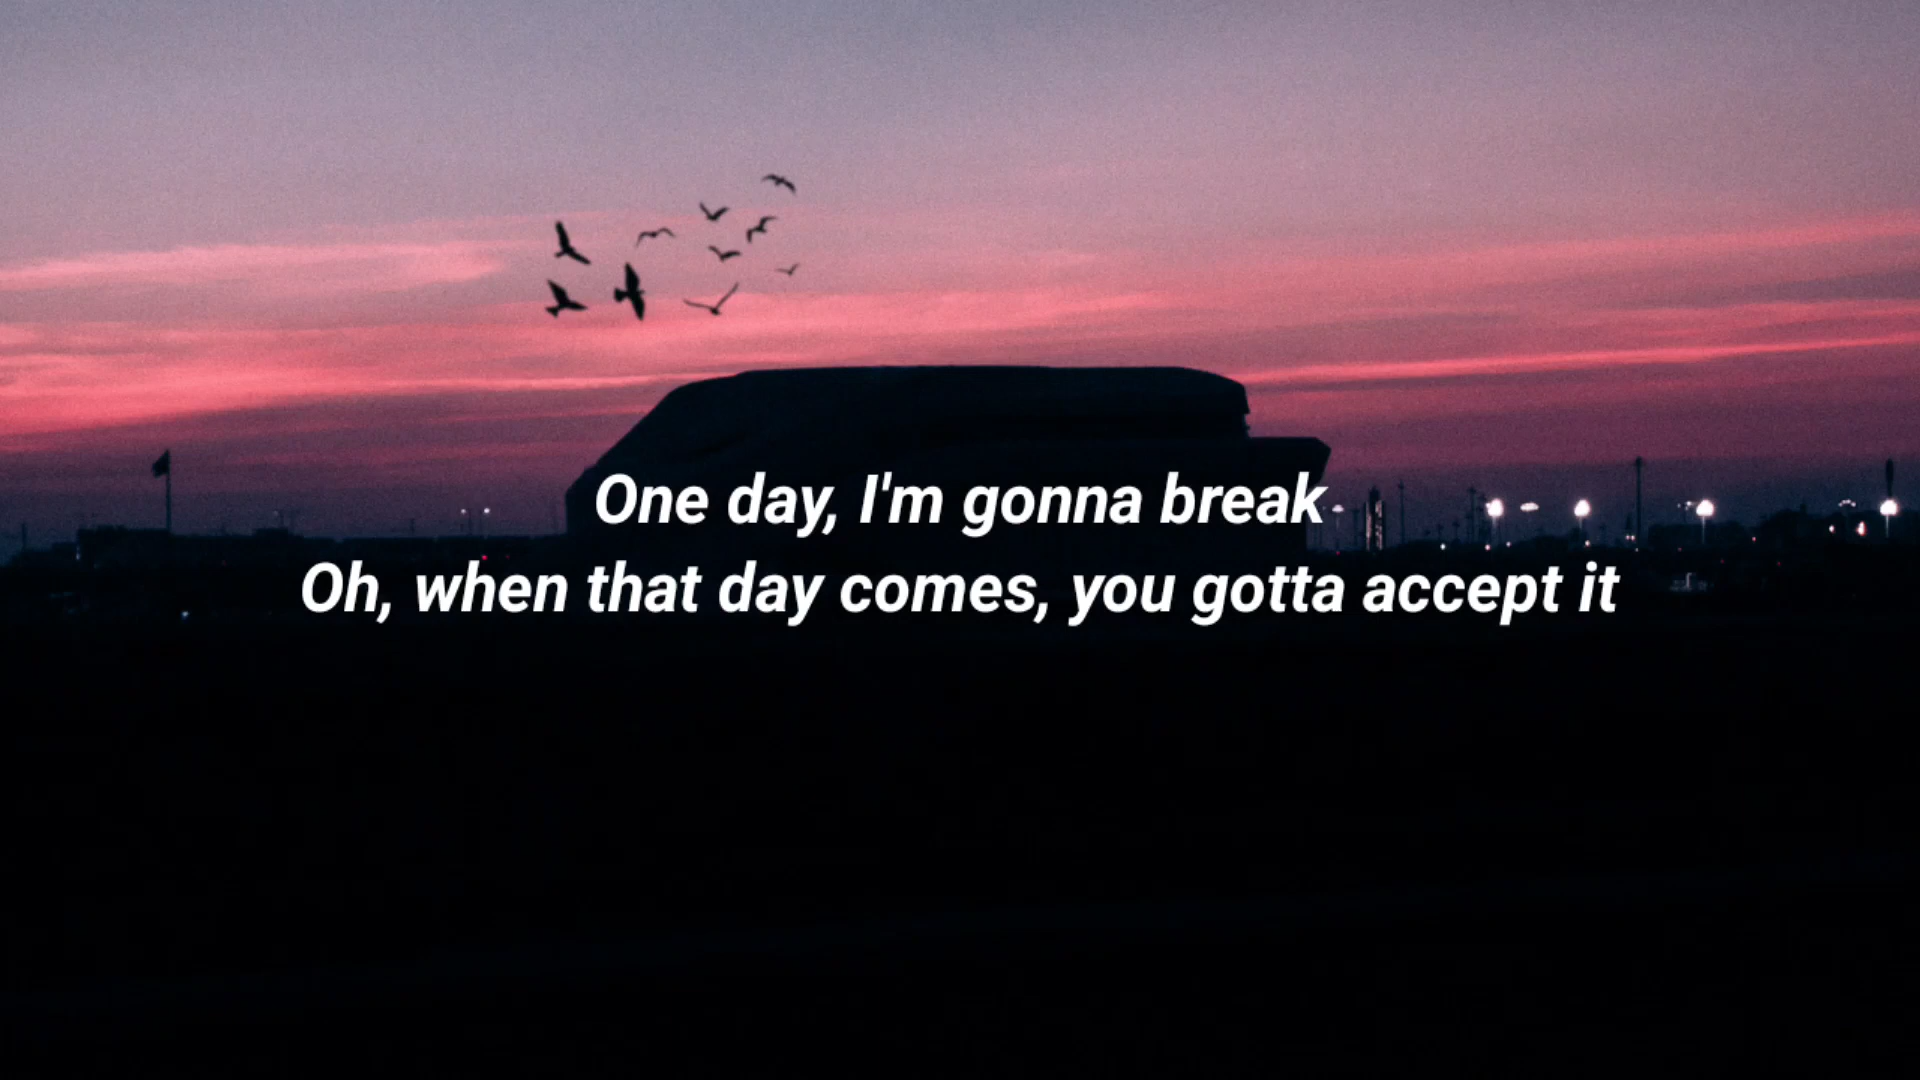 One day, I'm gonna break
Oh, when that day comes, you gotta accept it